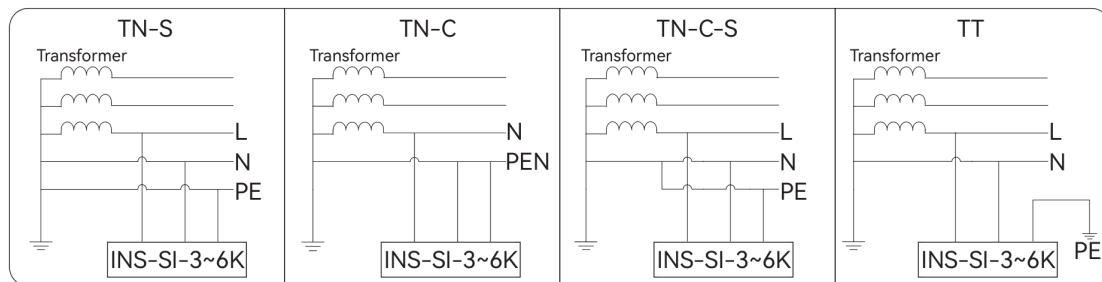 TN-S
Transformer
L
N
PE
INS-SI-3~6K
TN-C
Transformer
N
PEN
INS-SI-3~6K
TN-C-S
Transformer
L
N
PE
INS-SI-3~6K
TT
Transformer
L
N
PE
INS-SI-3~6K